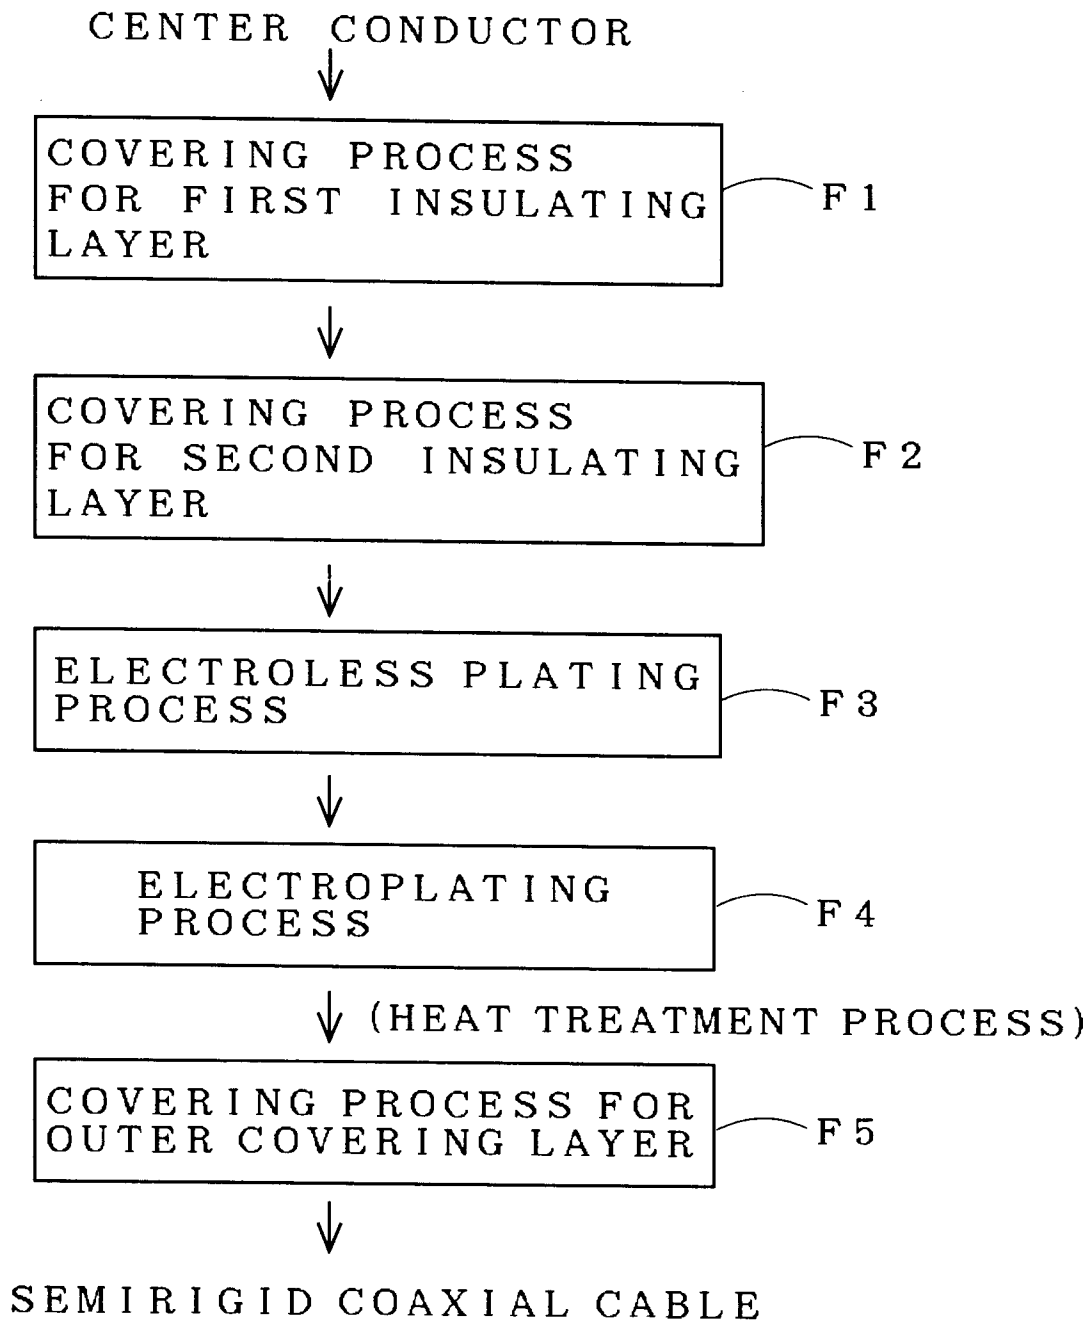 CENTER CONDUCTOR
COVERING PROCESS
FOR FIRST INSULATING
LAYER
F1
COVERING PROCESS
FOR SECOND INSULATING
LAYER
F2
ELECTROLESS PLATING
PROCESS
F3
ELECTROPLATING
PROCESS
F4
(HEAT TREATMENT PROCESS)
COVERING PROCESS FOR
OUTER COVERING LAYER
F5
SEMIRIGID COAXIAL CABLE